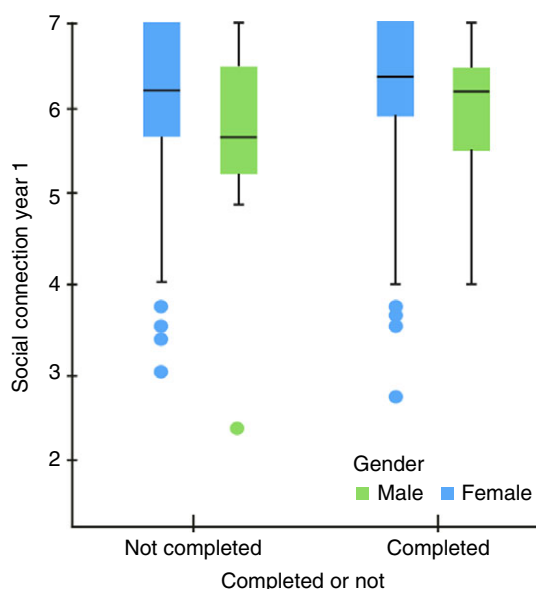 7
6
5
4
3
2
Social connection year 1
Gender
Male Female
Not completed Completed
Completed or not